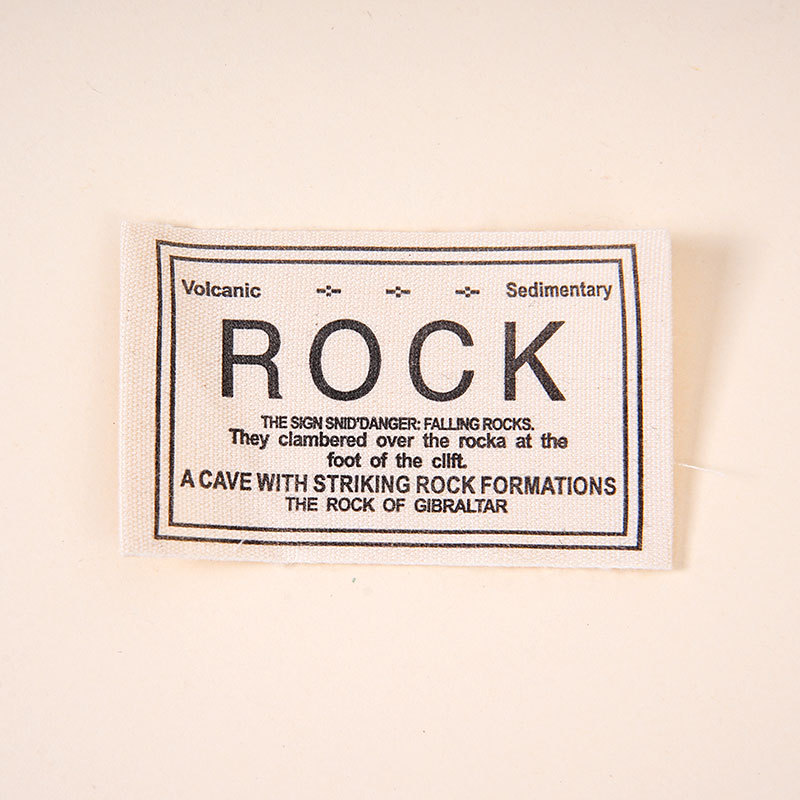 Volcanic Sedimentary
ROCK
THE SIGN SNID'DANGER: FALLING ROCKS.
They clambered over the rocka at the
foot of the clift.
A CAVE WITH STRIKING ROCK FORMATIONS
THE ROCK OF GIBRALTAR